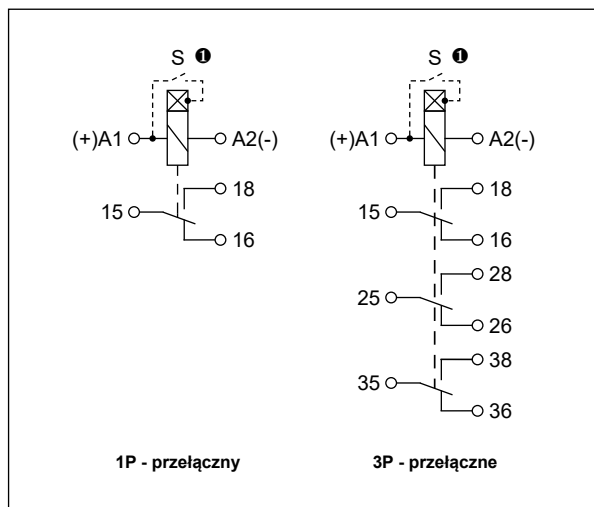 S ❶
(+)A1 A2(-)
18
15
16
1P - przełączny
S ❶
(+)A1 A2(-)
18
15
16
28
25
26
38
35
36
3P - przełączne